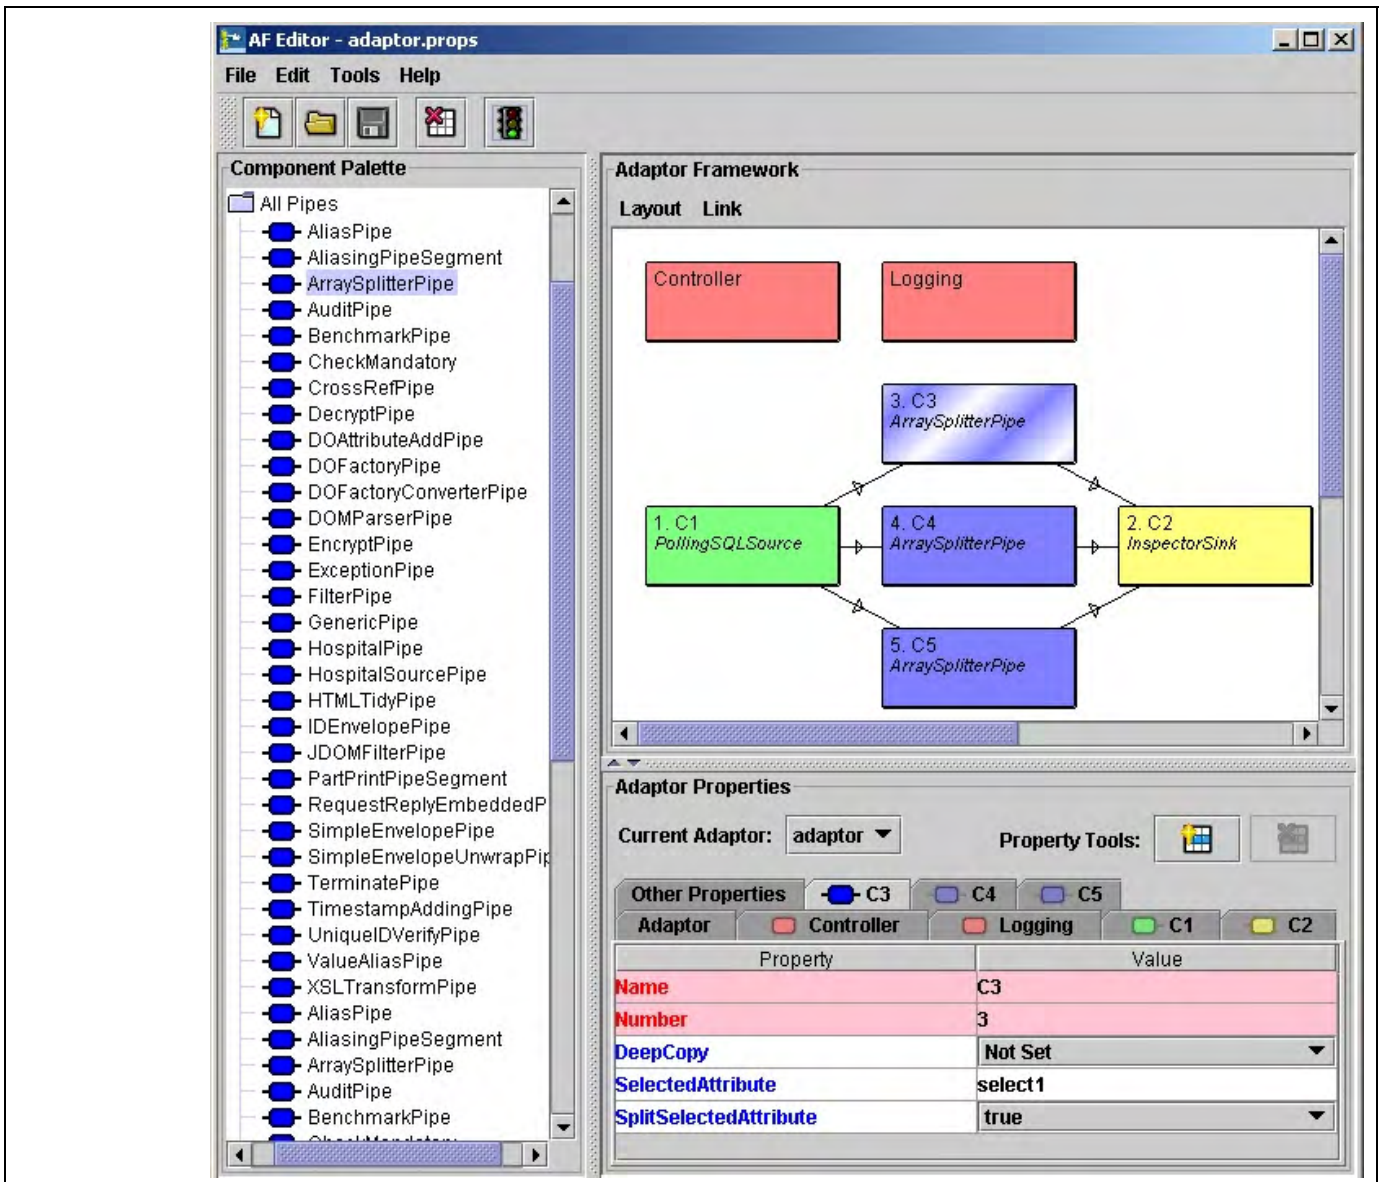 AF Editor - adaptor.props
File Edit Tools Help
Component Palette
All Pipes
AliasPipe
AliasingPipeSegment
ArraySplitterPipe
AuditPipe
BenchmarkPipe
CheckMandatory
CrossRefPipe
DecryptPipe
DOAttributeAddPipe
DOFactoryPipe
DOFactoryConverterPipe
DOMParserPipe
EncryptPipe
ExceptionPipe
FilterPipe
GenericPipe
HospitalPipe
HospitalSourcePipe
HTMLTidyPipe
IDEnvelopePipe
JDOMFilterPipe
PartPrintPipeSegment
RequestReplyEmbeddedP
SimpleEnvelopePipe
SimpleEnvelopeUnwrapPip
TerminatePipe
TimestampAddingPipe
UniqueIDVerifyPipe
ValueAliasPipe
XSLTransformPipe
AliasPipe
AliasingPipeSegment
ArraySplitterPipe
AuditPipe
BenchmarkPipe
Adaptor Framework
Layout Link
Controller
Logging
3. C3
ArraySplitterPipe
1. C1
PollingSQLSource
4. C4
ArraySplitterPipe
2. C2
InspectorSink
5. C5
ArraySplitterPipe
Adaptor Properties
Current Adaptor: adaptor Property Tools:
Other Properties C3 C4 C5
Adaptor Controller Logging C1 C2
Property Value
Name C3
Number 3
DeepCopy Not Set
SelectedAttribute select1
SplitSelectedAttribute true